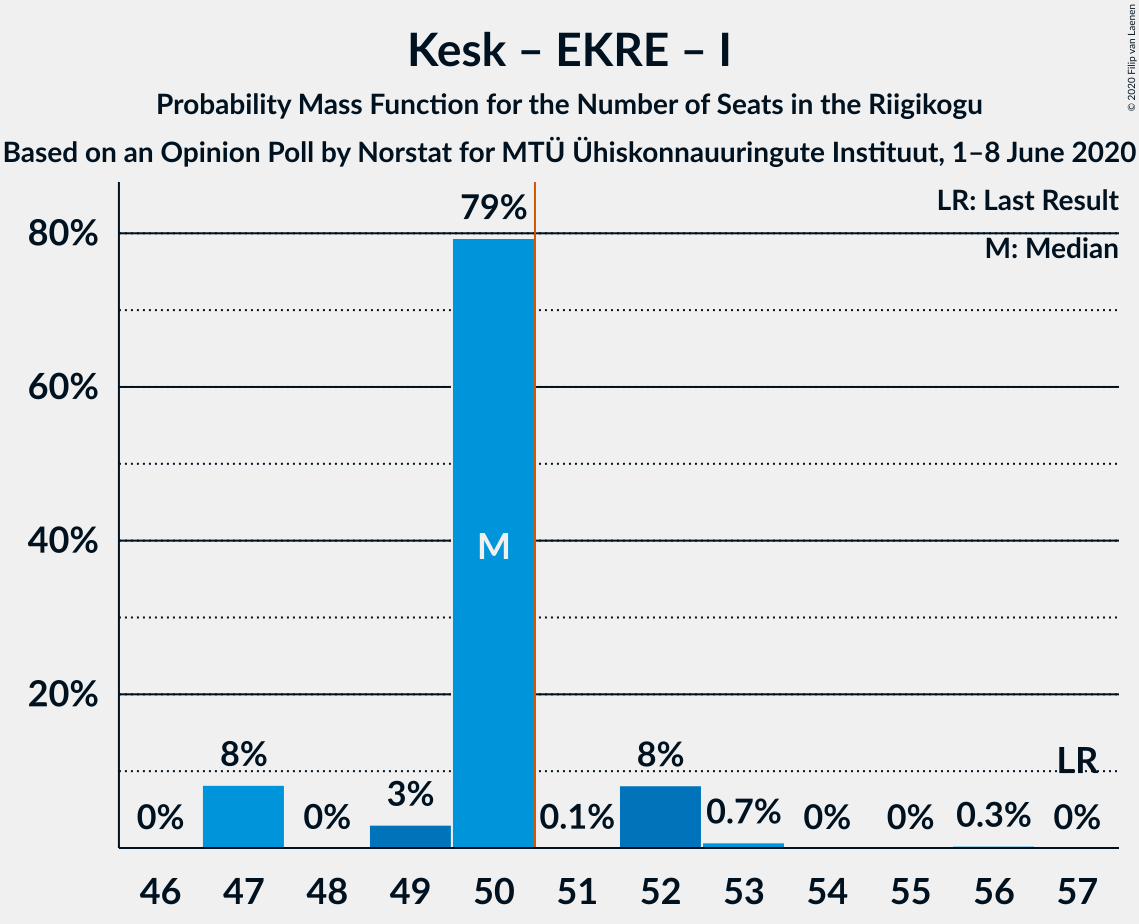 Kesk – EKRE – I
Probability Mass Function for the Number of Seats in the Riigikogu
Based on an Opinion Poll by Norstat for MTÜ Ühiskonnauuringute Instituut, 1–8 June 2020
© 2020 Filip van Laenen
LR: Last Result
M: Median
80%
60%
40%
20%
79%
M
8%
8%
LR
3%
0%
0%
0.1%
0.7%
0%
0%
0.3%
0%
46 47 48 49 50 51 52 53 54 55 56 57